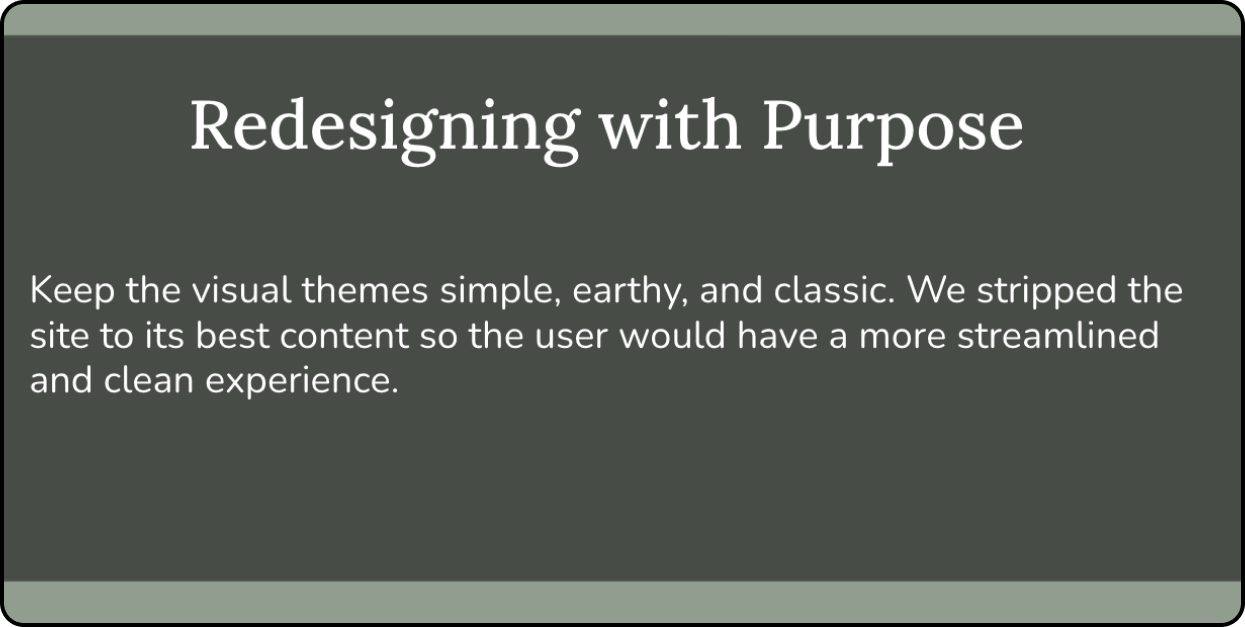 Redesigning with Purpose
Keep the visual themes simple, earthy, and classic. We stripped the
site to its best content so the user would have a more streamlined
and clean experience.